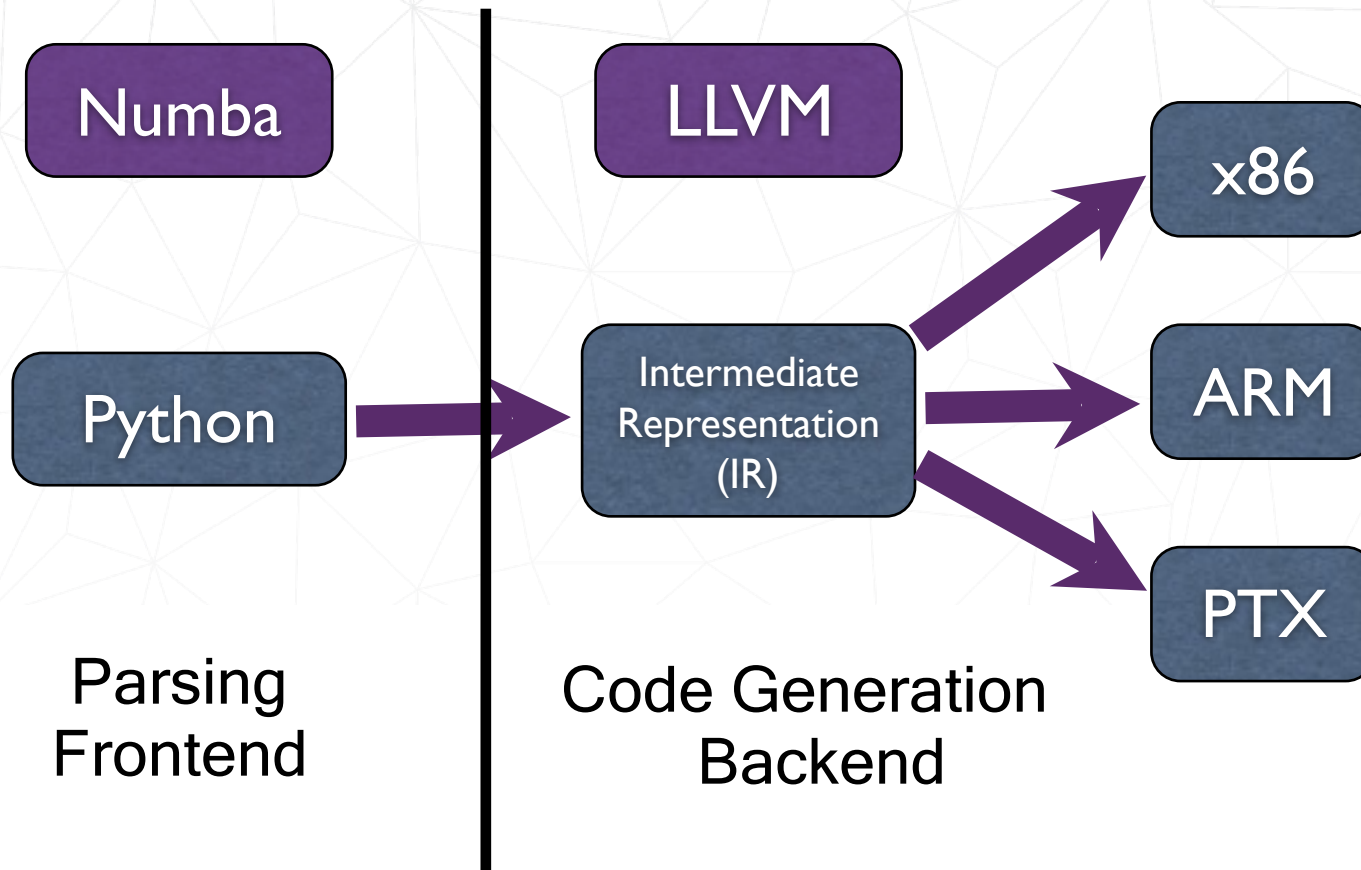 Numba
LLVM
x86
Python
Intermediate
Representation
(IR)
ARM
PTX
Parsing
Frontend
Code Generation
Backend